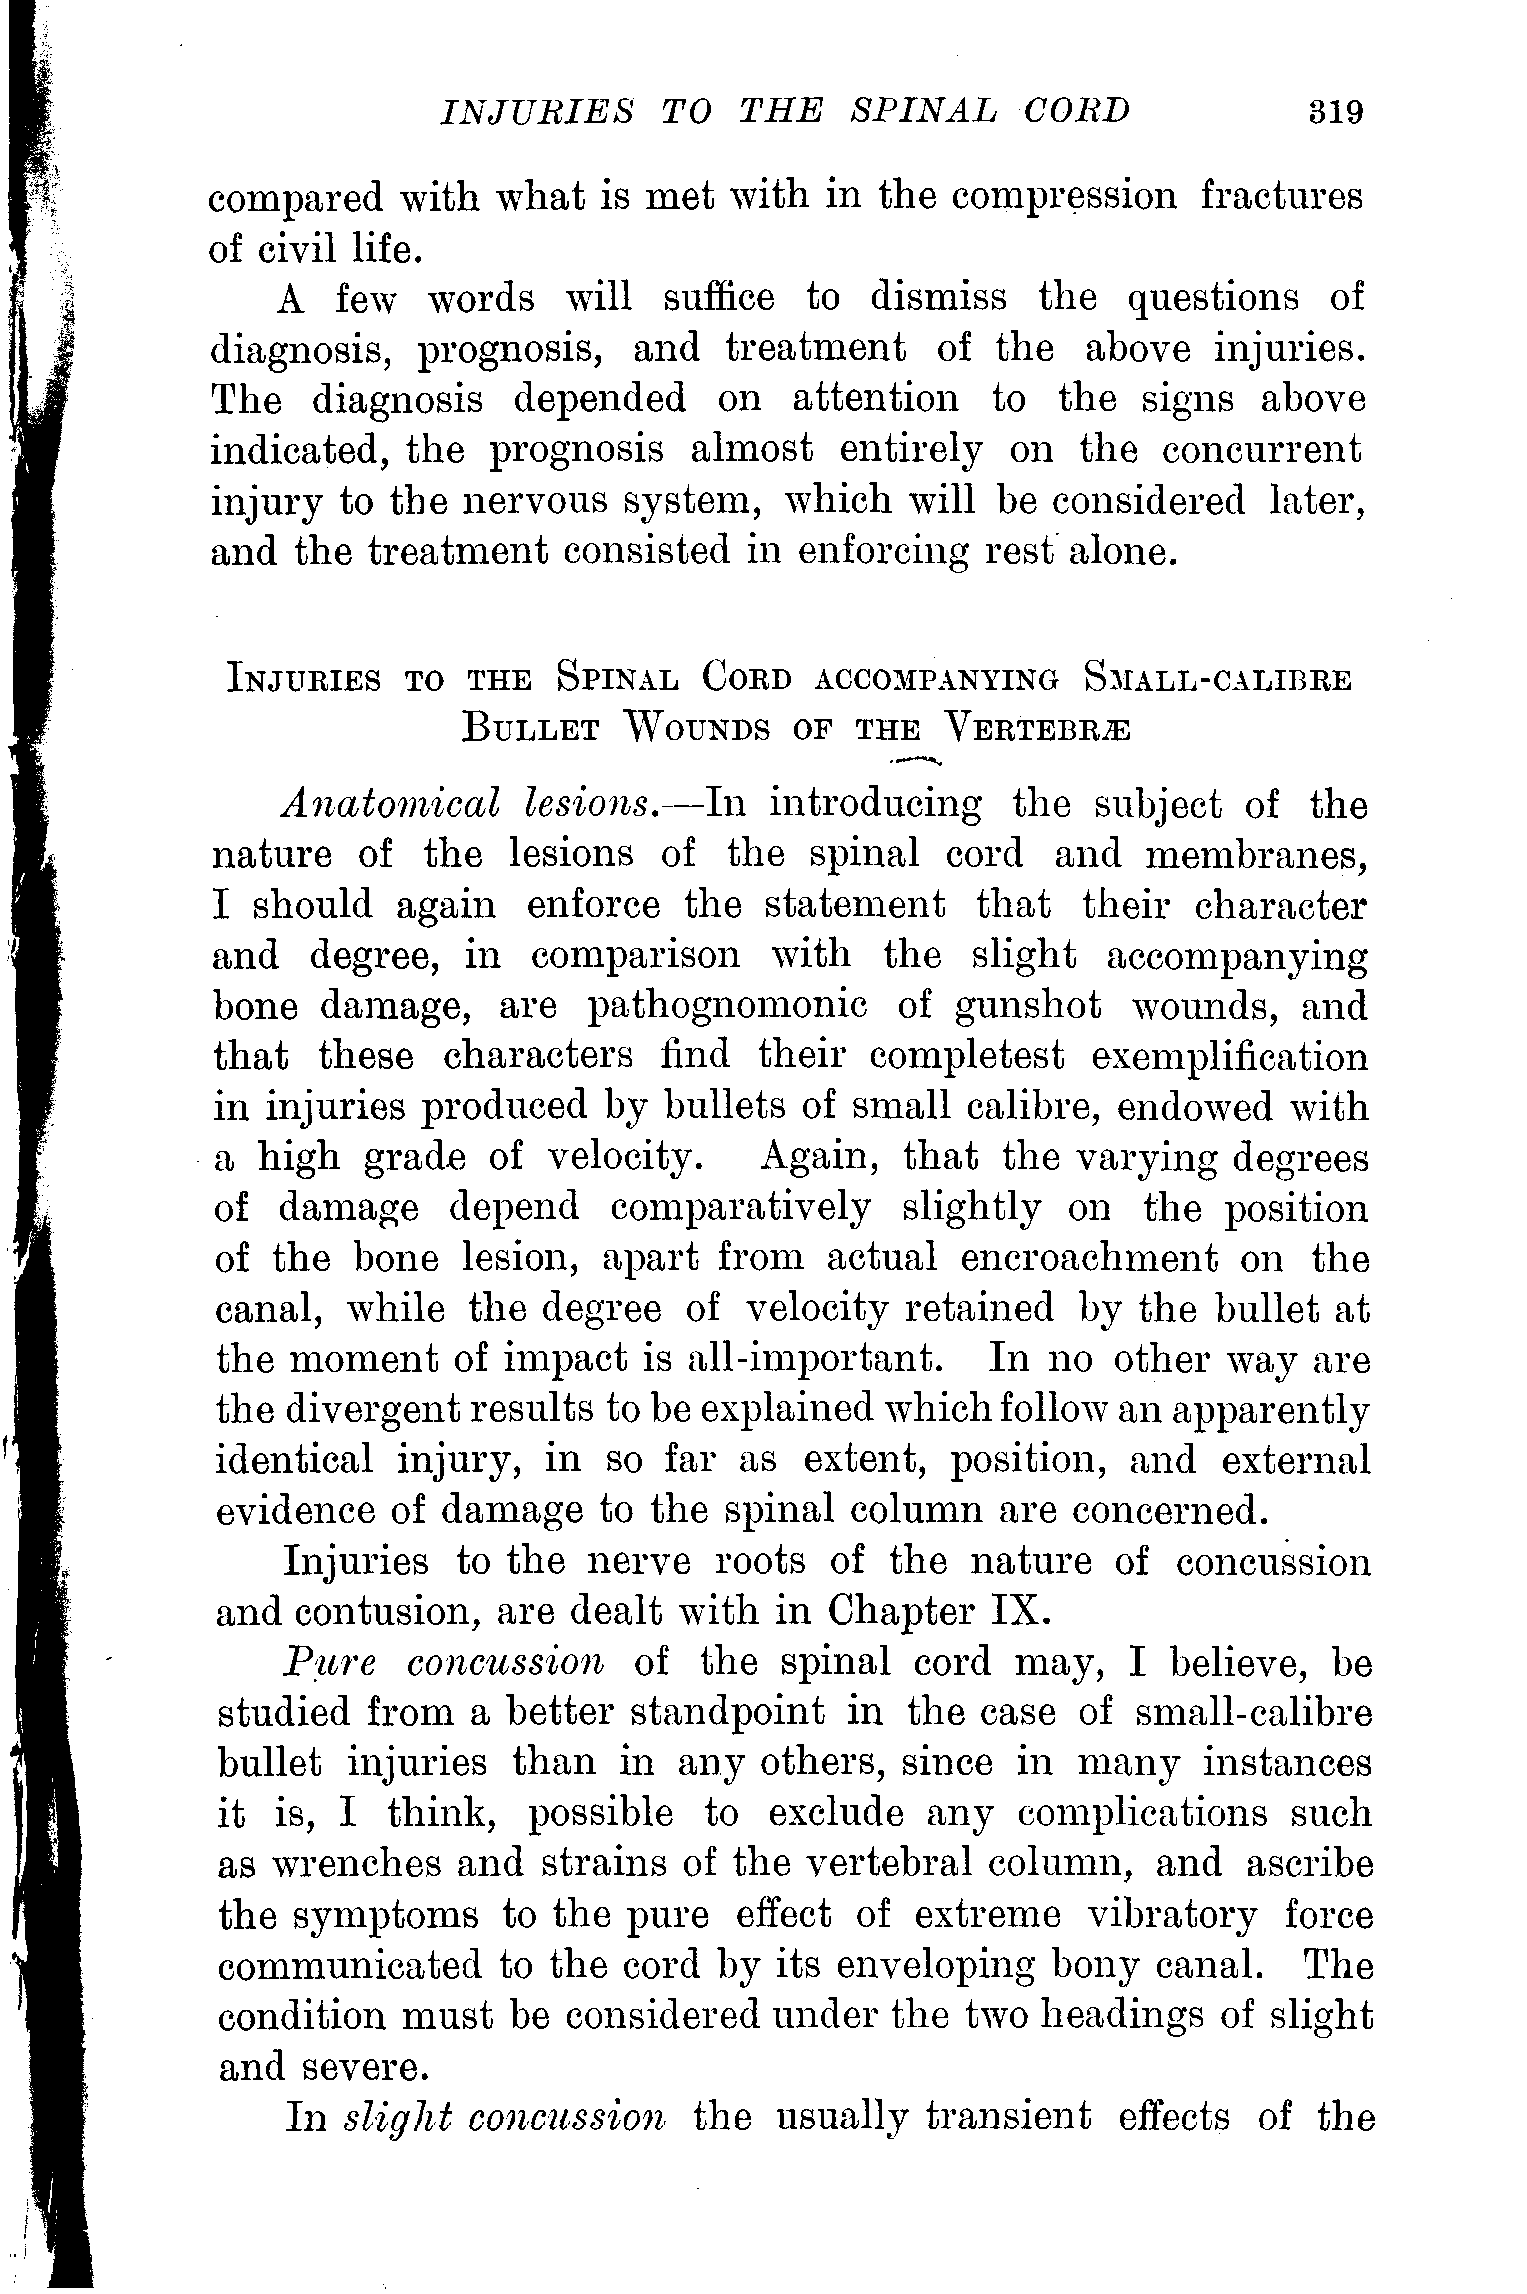 INJURIES TO THE SPINAL CORD 319
compared with what is met with in the compression fractures
of civil life.
A few words will suffice to dismiss the questions of
diagnosis, prognosis, and treatment of the above injuries.
The diagnosis depended on attention to the signs above
indicated, the prognosis almost entirely on the concurrent
injury to the nervous system, which will be considered later,
and the treatment consisted in enforcing rest alone.
INJURIES TO THE SPINAL CORD ACCOMPANYING SMALL-CALIBRE
BULLET WOUNDS OF THE VERTEBRÆ
Anatomical lesions.—In introducing the subject of the
nature of the lesions of the spinal cord and membranes,
I should again enforce the statement that their character
and degree, in comparison with the slight accompanying
bone damage, are pathognomonic of gunshot wounds, and
that these characters find their completest exemplification
in injuries produced by bullets of small calibre, endowed with
a high grade of velocity. Again, that the varying degrees
of damage depend comparatively slightly on the position
of the bone lesion, apart from actual encroachment on the
canal, while the degree of velocity retained by the bullet at
the moment of impact is all-important. In no other way are
the divergent results to be explained which follow an apparently
identical injury, in so far as extent, position, and external
evidence of damage to the spinal column are concerned.
Injuries to the nerve roots of the nature of concussion
and contusion, are dealt with in Chapter IX.
Pure concussion of the spinal cord may, I believe, be
studied from a better standpoint in the case of small-calibre
bullet injuries than in any others, since in many instances
it is, I think, possible to exclude any complications such
as wrenches and strains of the vertebral column, and ascribe
the symptoms to the pure effect of extreme vibratory force
communicated to the cord by its enveloping bony canal. The
condition must be considered under the two headings of slight
and severe.
In slight concussion the usually transient effects of the